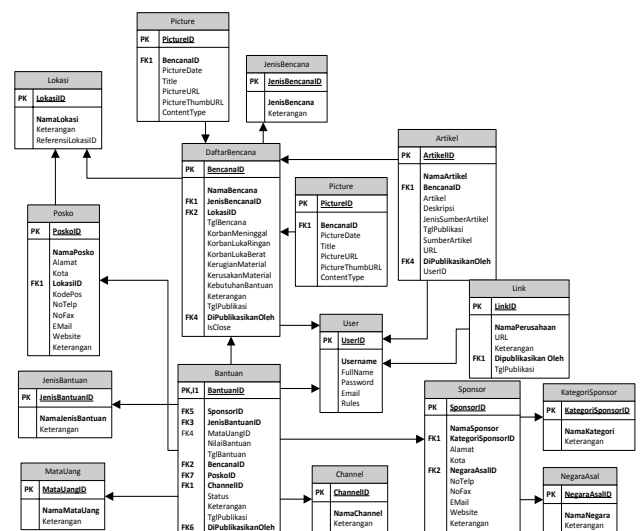 Picture
PK PictureID
FK1 BencanaID
PictureDate
Title
PictureURL
PictureThumbURL
ContentType
JenisBencana
PK JenisBencanaID
JenisBencana
Keterangan
Lokasi
PK LokasiID
NamaLokasi
Keterangan
ReferensiLokasiID
DaftarBencana
PK BencanaID
NamaBencana
FK1 JenisBencanaID
FK2 LokasiID
TglBencana
KorbanMeninggal
KorbanLukaRingan
KorbanLukaBerat
KerugianMaterial
KerusakanMaterial
KebutuhanBantuan
Keterangan
TglPublikasi
FK4 DiPublikasikanOleh
IsClose
Artikel
PK ArtikelID
NamaArtikel
FK1 BencanaID
Artikel
Deskripsi
JenisSumberArtikel
TglPublikasi
SumberArtikel
URL
FK4 DiPublikasikanOleh
UserID
Picture
PK PictureID
FK1 BencanaID
PictureDate
Title
PictureURL
PictureThumbURL
ContentType
Posko
PK PoskoID
NamaPosko
Alamat
Kota
FK1 LokasiID
KodePos
NoTelp
NoFax
EMail
Website
Keterangan
Link
PK LinkID
NamaPerusahaan
URL
Keterangan
FK1 Dipublikasikan Oleh
TglPublikasi
User
PK UserID
Username
FullName
Password
Email
Rules
JenisBantuan
PK JenisBantuanID
NamaJenisBantuan
Keterangan
Bantuan
PK,I1 BantuanID
FK5 SponsorID
FK3 JenisBantuanID
FK4 MataUangID
NilaiBantuan
TglBantuan
FK2 BencanaID
FK7 PoskoID
FK1 ChannelID
Status
Keterangan
TglPublikasi
FK6 DiPublikasikanOleh
Sponsor
PK SponsorID
NamaSponsor
FK1 KategoriSponsorID
Alamat
Kota
FK2 NegaraAsalID
NoTelp
NoFax
EMail
Website
Keterangan
KategoriSponsor
PK KategoriSponsorID
NamaKategori
Keterangan
MataUang
PK MataUangID
NamaMataUang
Keterangan
Channel
PK ChannelID
NamaChannel
Keterangan
NegaraAsal
PK NegaraAsalID
NamaNegara
Keterangan